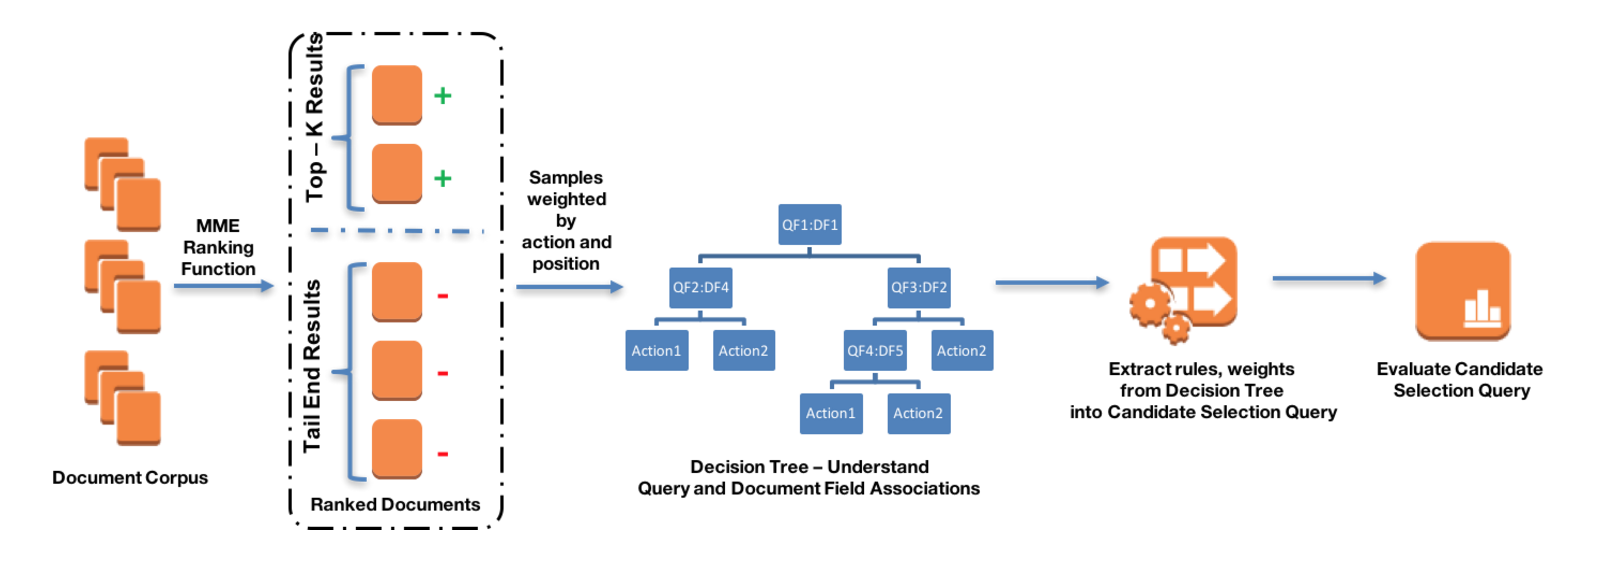 Document Corpus
MME
Ranking
Function
Top – K Results
+
+
Tail End Results
-
-
-
Ranked Documents
Samples
weighted
by
action and
position
QF1:DF1
QF2:DF4
QF3:DF2
Action1
Action2
QF4:DF5
Action2
Action1
Action2
Decision Tree – Understand
Query and Document Field Associations
Extract rules, weights
from Decision Tree
into Candidate Selection Query
Evaluate Candidate
Selection Query